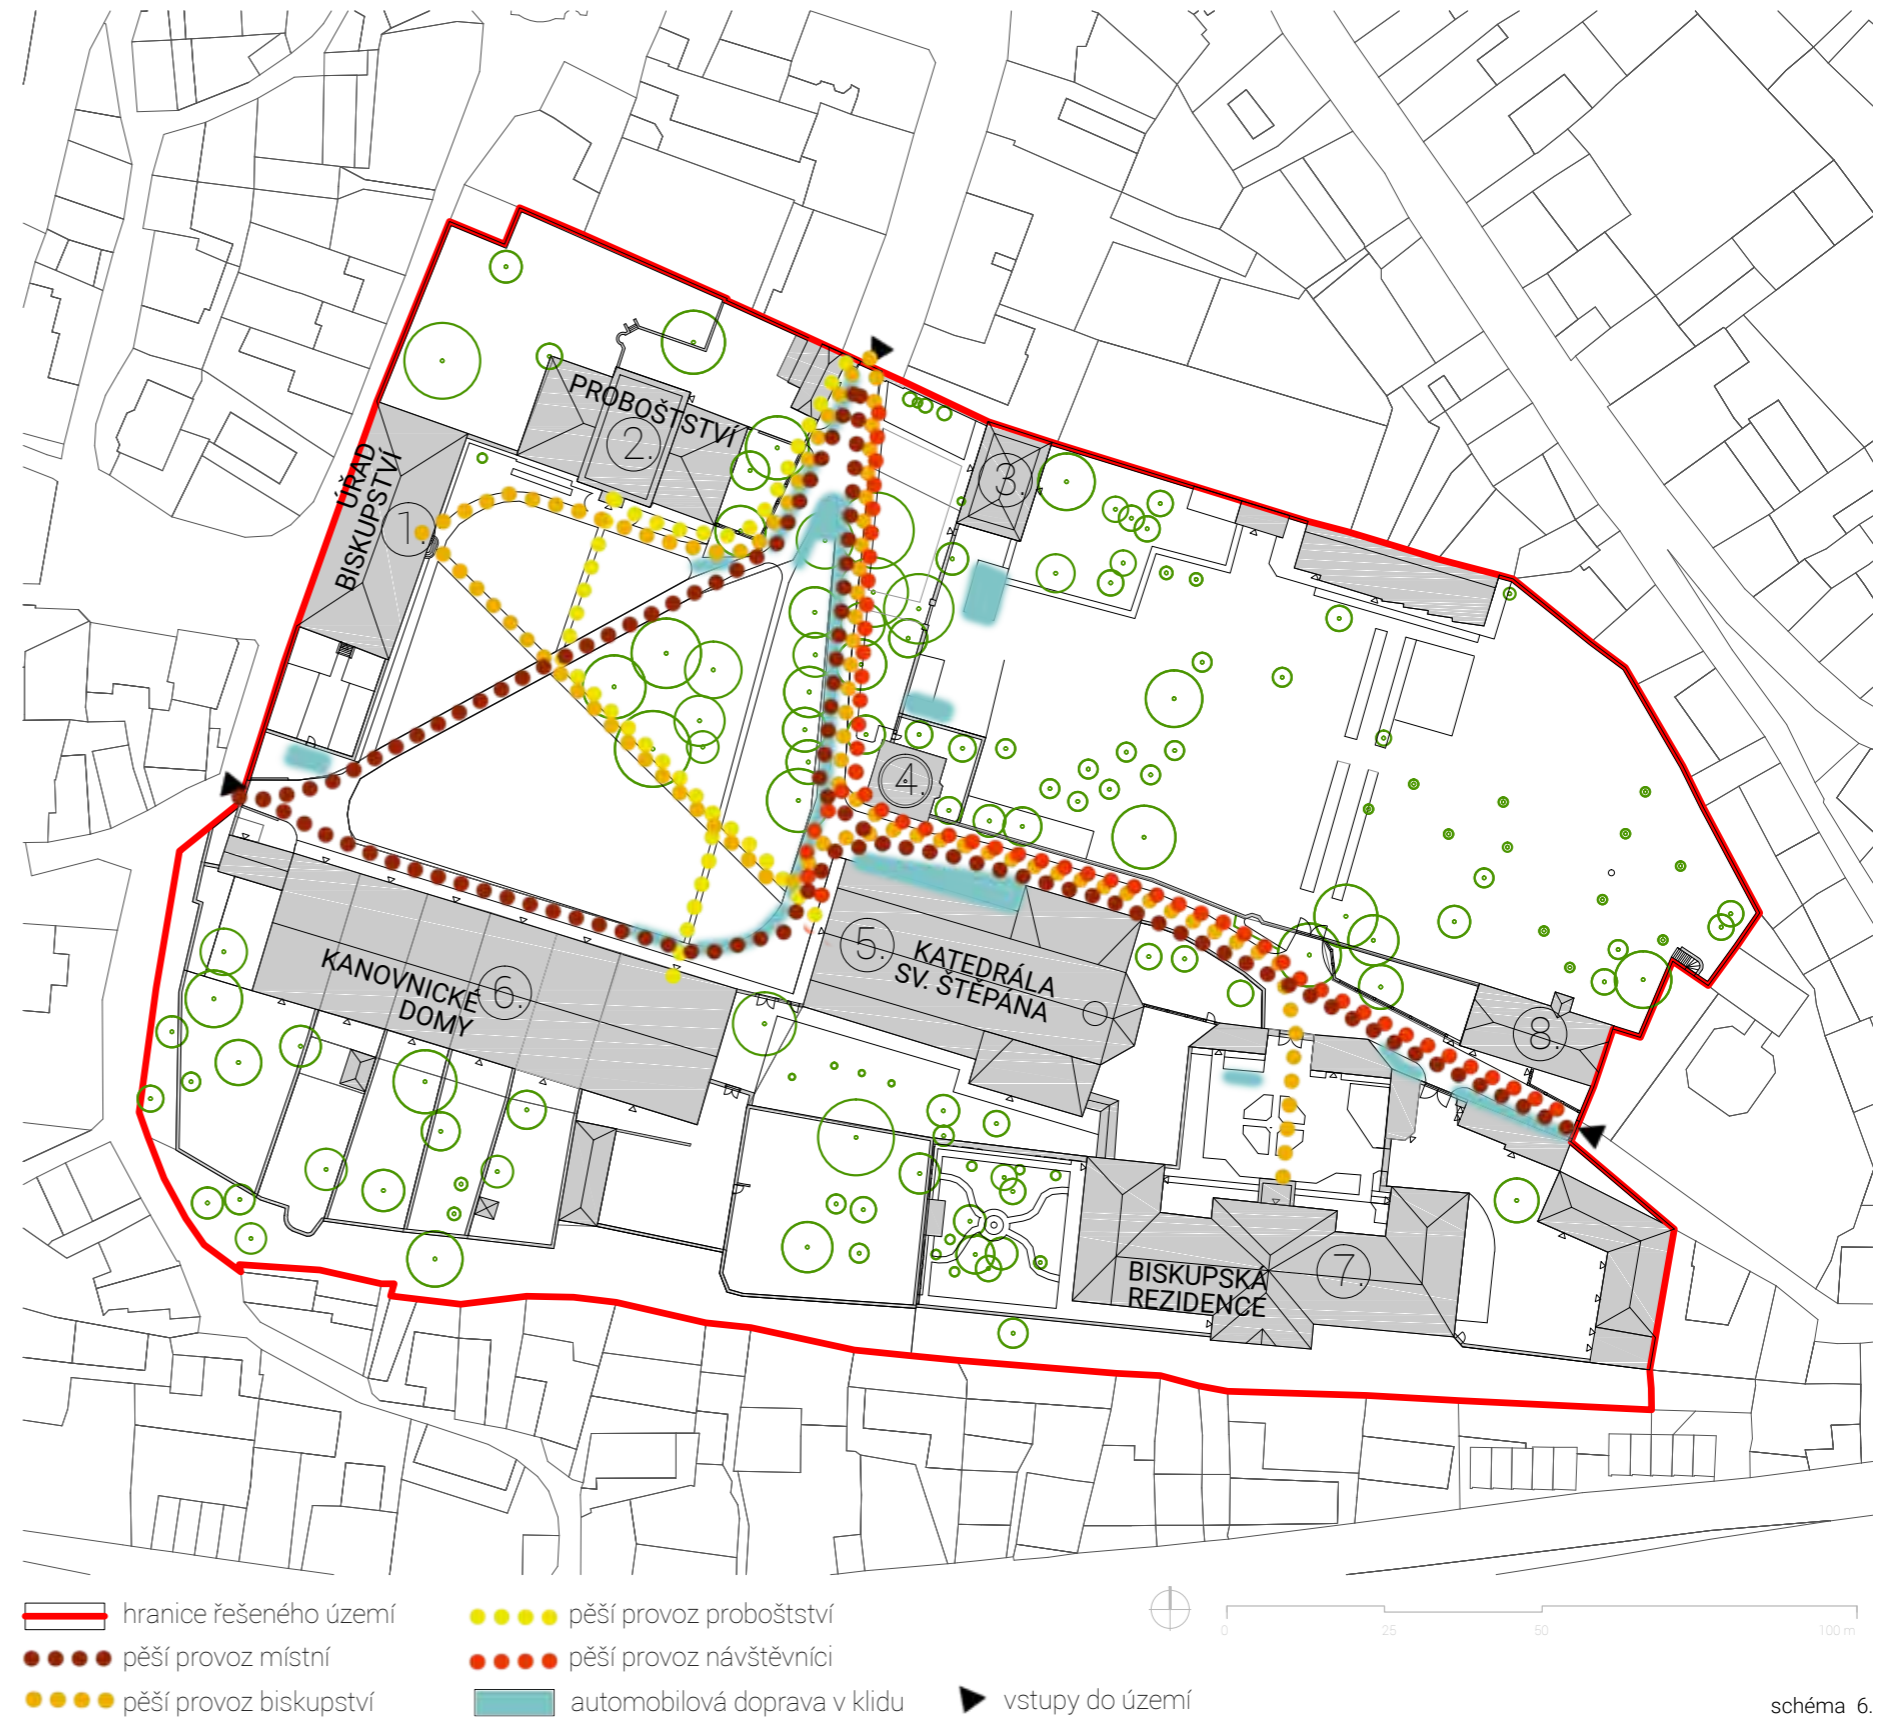 PROBOŠTSTVÍ
2.
3.
ÚŘAD
BISKUPSTVÍ
1.
4.
5.
KATEDRÁLA
SV. ŠTĚPÁNA
KANOVNICKÉ
DOMY
6.
8.
BISKUPSKÁ
REZIDENCE
7.
hranice řešeného území
pěší provoz místní
pěší provoz biskupství
pěší provoz proboštství
pěší provoz návštěvníci
automobilová doprava v klidu
vstupy do území
0 25 50 100 m
schéma 6.